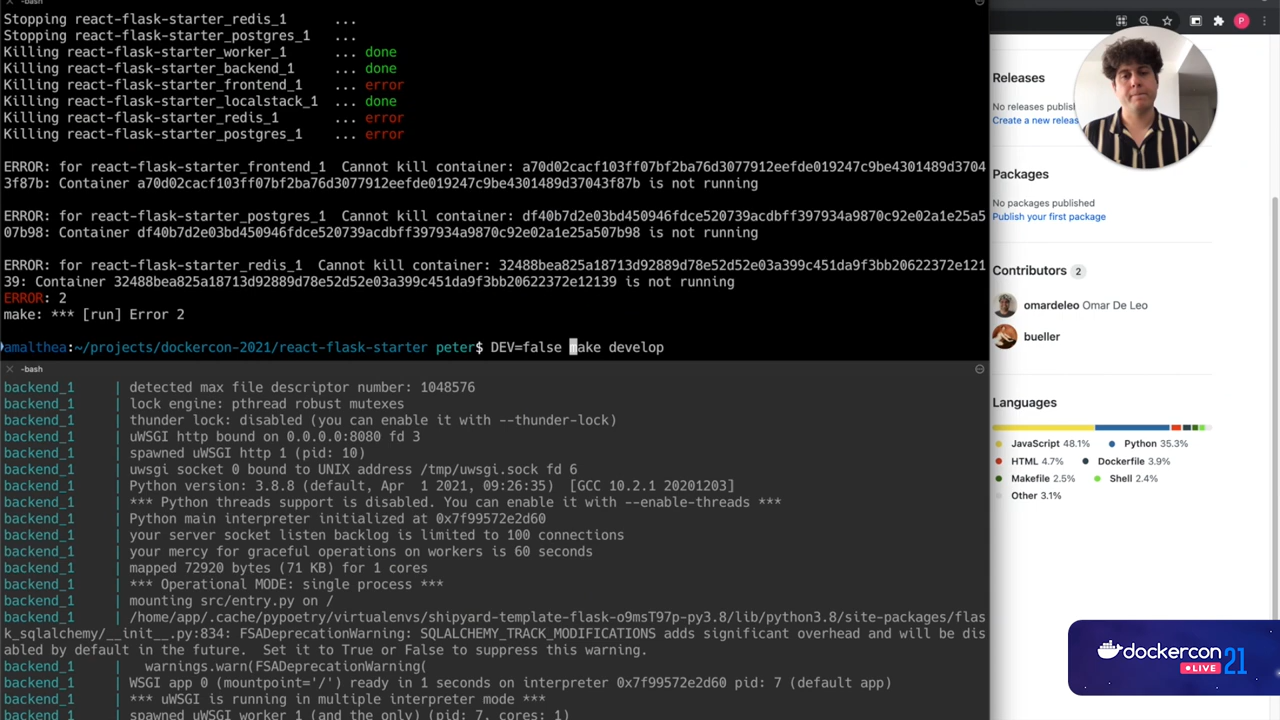 -bash
Stopping react-flask-starter_redis_1 ...
Stopping react-flask-starter_postgres_1 ...
Killing react-flask-starter_worker_1 ... done
Killing react-flask-starter_backend_1 ... done
Killing react-flask-starter_frontend_1 ... error
Killing react-flask-starter_localstack_1 ... done
Killing react-flask-starter_redis_1 ... error
Killing react-flask-starter_postgres_1 ... error
ERROR: for react-flask-starter_frontend_1 Cannot kill container: a70d02cacf103ff07bf2ba76d3077912eefde019247c9be4301489d3704
3f87b: Container a70d02cacf103ff07bf2ba76d3077912eefde019247c9be4301489d37043f87b is not running
ERROR: for react-flask-starter_postgres_1 Cannot kill container: df40b7d2e03bd450946fdce520739acdbff397934a9870c92e02a1e25a5
07b98: Container df40b7d2e03bd450946fdce520739acdbff397934a9870c92e02a1e25a507b98 is not running
ERROR: for react-flask-starter_redis_1 Cannot kill container: 32488bea825a18713d92889d78e52d52e03a399c451da9f3bb20622372e12
39: Container 32488bea825a18713d92889d78e52d52e03a399c451da9f3bb20622372e12139 is not running
ERROR: 2
make: *** [run] Error 2
amalthea:~/projects/dockercon-2021/react-flask-starter peter$ DEV=false make develop
-bash
backend_1 | detected max file descriptor number: 1048576
backend_1 | lock engine: pthread robust mutexes
backend_1 | thunder lock: disabled (you can enable it with --thunder-lock)
backend_1 | uWSGI http bound on 0.0.0.0:8080 fd 3
backend_1 | spawned uWSGI http 1 (pid: 10)
backend_1 | uwsgi socket 0 bound to UNIX address /tmp/uwsgi.sock fd 6
backend_1 | Python version: 3.8.8 (default, Apr 1 2021, 09:26:35) [GCC 10.2.1 20201203]
backend_1 | *** Python threads support is disabled. You can enable it with --enable-threads ***
backend_1 | Python main interpreter initialized at 0x7f99572e2d60
backend_1 | your server socket listen backlog is limited to 100 connections
backend_1 | your mercy for graceful operations on workers is 60 seconds
backend_1 | mapped 72920 bytes (71 KB) for 1 cores
backend_1 | *** Operational MODE: single process ***
backend_1 | mounting src/entry.py on /
backend_1 | /home/app/.cache/pypoetry/virtualenvs/shipyard-template-flask-o9msT97p-py3.8/lib/python3.8/site-packages/flas
k_sqlalchemy/__init__.py:834: FSADeprecationWarning: SQLALCHEMY_TRACK_MODIFICATIONS adds significant overhead and will be dis
abled by default in the future. Set it to True or False to suppress this warning.
backend_1 | warnings.warn(FSADeprecationWarning(
backend_1 | WSGI app 0 (mountpoint='/') ready in 1 seconds on interpreter 0x7f99572e2d60 pid: 7 (default app)
backend_1 | *** uWSGI is running in multiple interpreter mode ***
backend_1 | spawned uWSGI worker 1 (and the only) (pid: 7, cores: 1)
P
Releases
No releases publis
Create a new releas
Packages
No packages published
Publish your first package
Contributors 2
omardeleo Omar De Leo
bueller
Languages
JavaScript 48.1% Python 35.3%
HTML 4.7% Dockerfile 3.9%
Makefile 2.5% Shell 2.4%
Other 3.1%
dockercon
LIVE 21